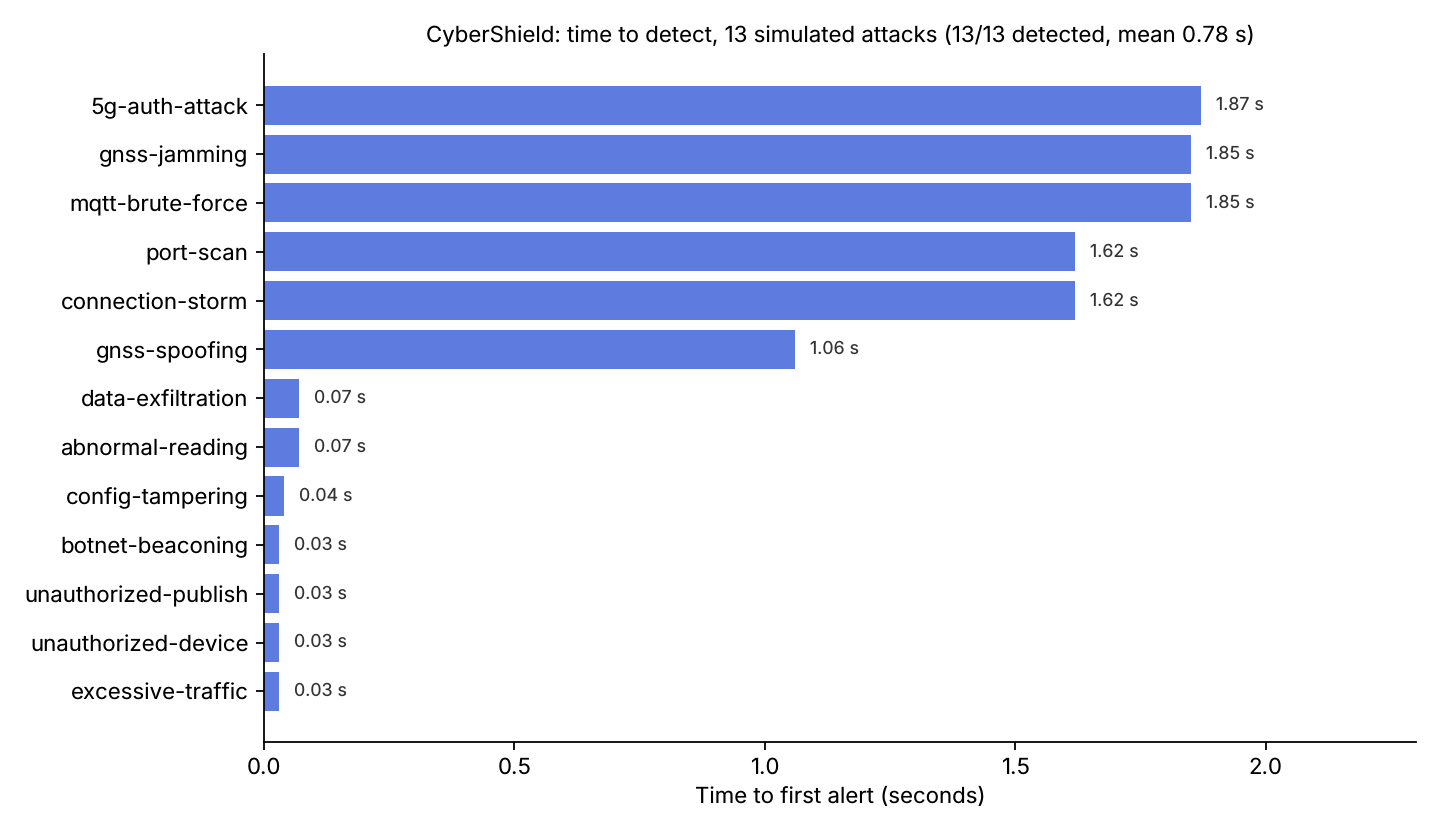 CyberShield: time to detect, 13 simulated attacks (13/13 detected, mean 0.78 s)
5g-auth-attack 1.87 s
gnss-jamming 1.85 s
mqtt-brute-force 1.85 s
port-scan 1.62 s
connection-storm 1.62 s
gnss-spoofing 1.06 s
data-exfiltration 0.07 s
abnormal-reading 0.07 s
config-tampering 0.04 s
botnet-beaconing 0.03 s
unauthorized-publish 0.03 s
unauthorized-device 0.03 s
excessive-traffic 0.03 s
0.0 0.5 1.0 1.5 2.0
Time to first alert (seconds)